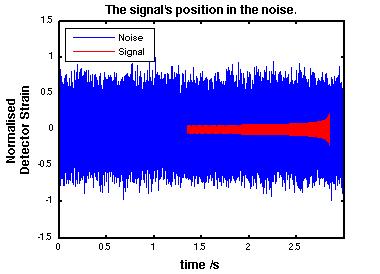 The signal's position in the noise.
Noise
Signal
Normalised
Detector Strain
1.5
1
0.5
0
-0.5
-1
-1.5
0 0.5 1 1.5 2 2.5
time /s